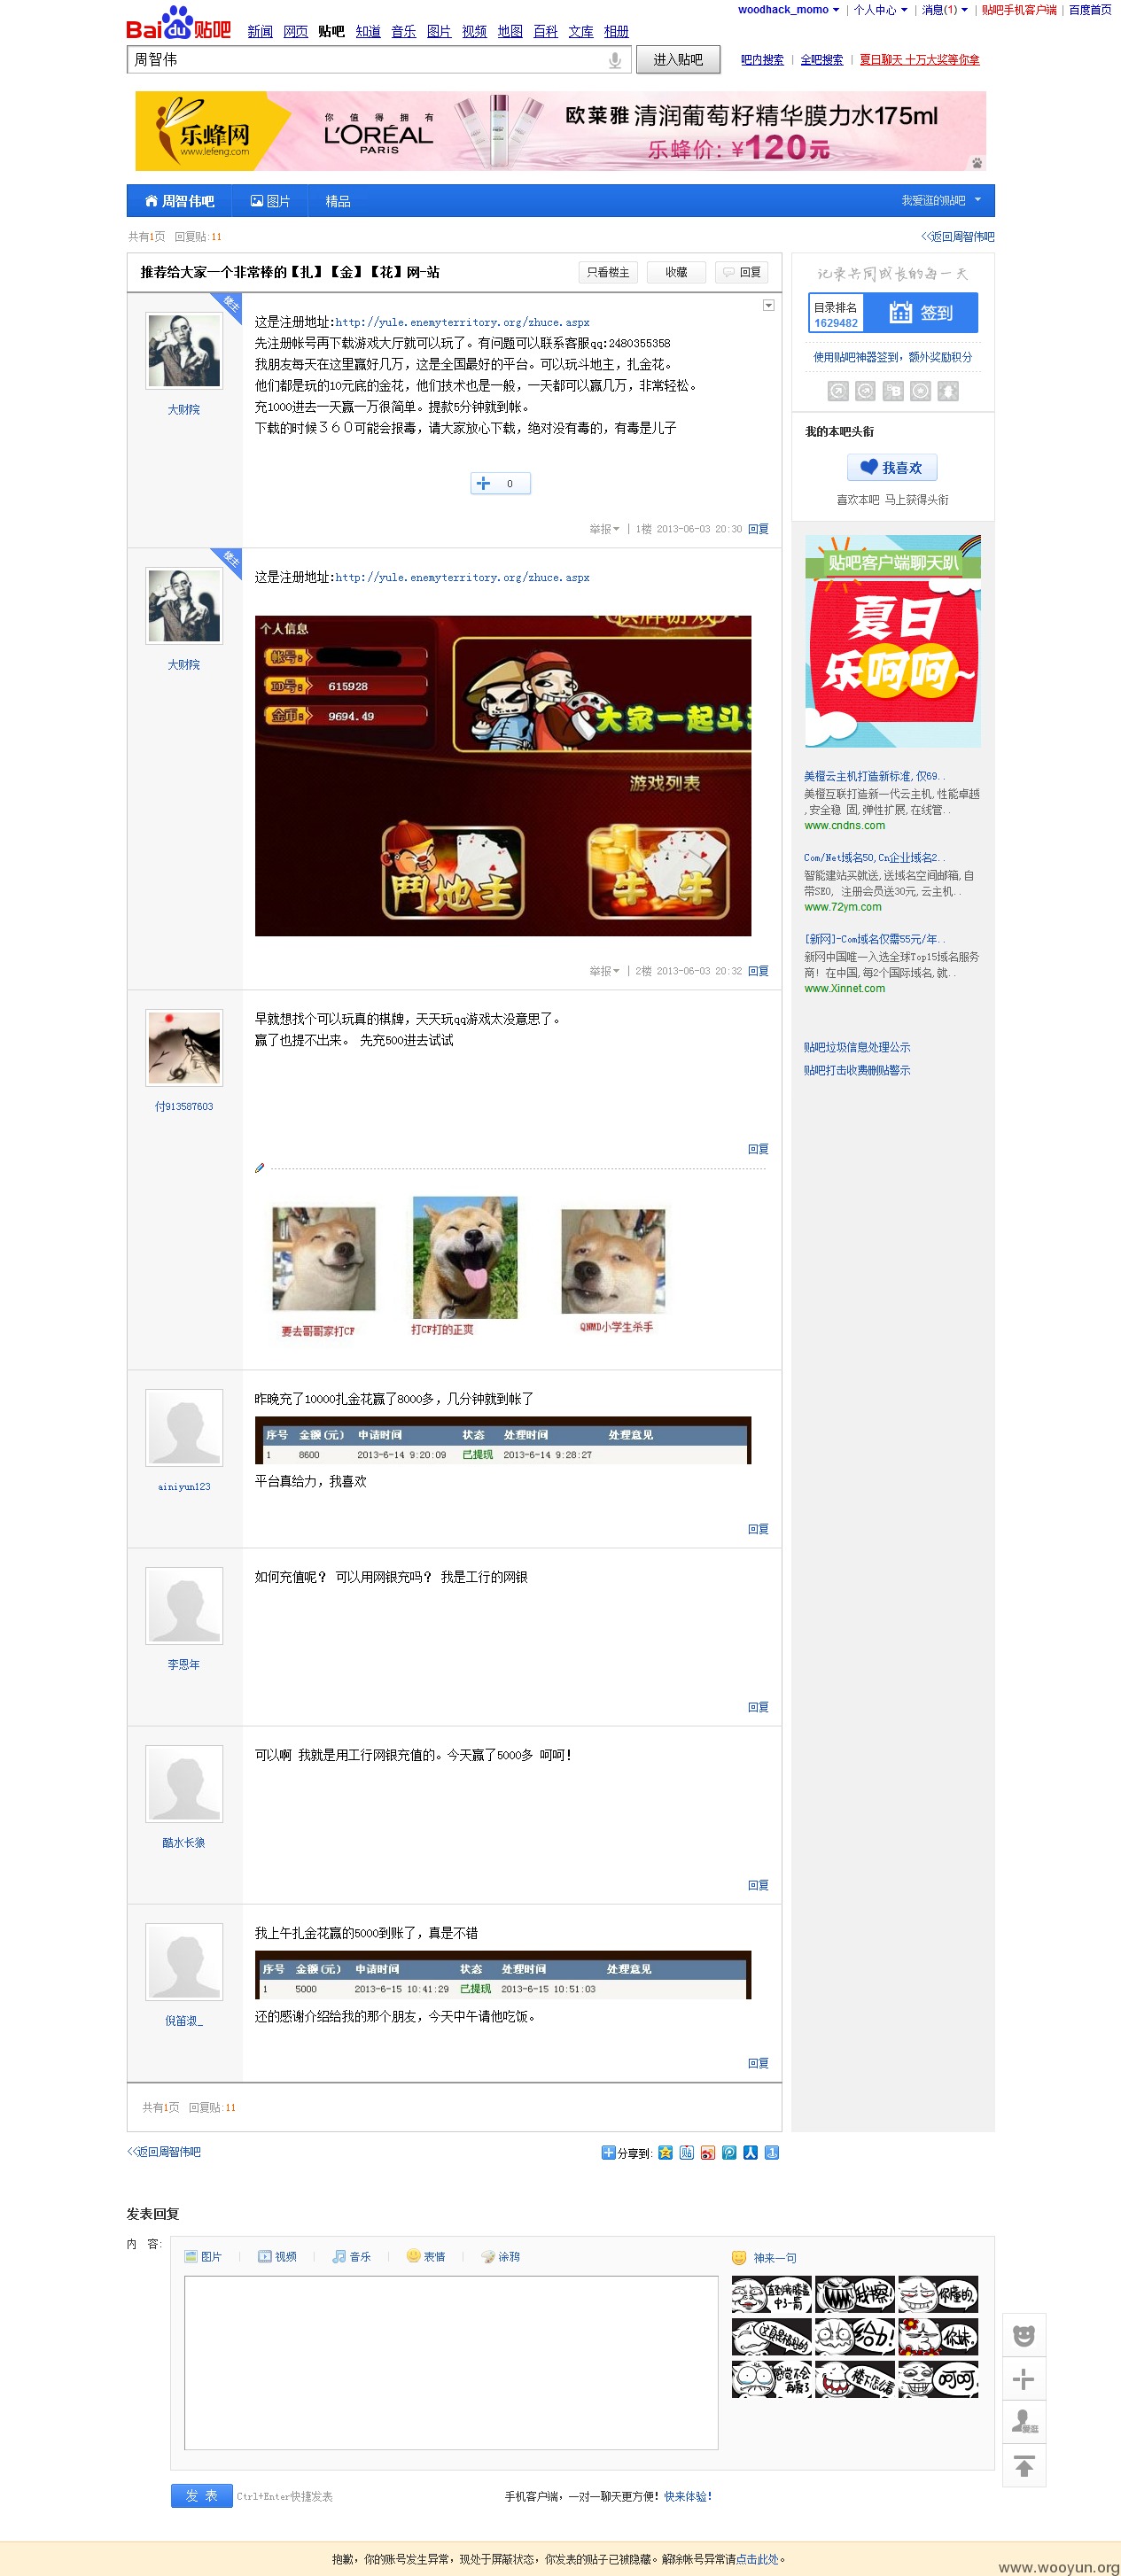 woodhack_momo 个人中心 消息(1) 贴吧手机客户端 百度首页
Bai du 贴吧 新闻 网页 贴吧 知道 音乐 图片 视频 地图 百科 文库 相册
周智伟 进入贴吧 吧内搜索 全吧搜索 夏日聊天 十万大奖等你拿
乐蜂网 www.lefeng.com 你值得拥有 L'ORÉAL PARIS 欧莱雅 清润葡萄籽精华膜力水175ml
乐蜂价:¥120元
周智伟吧 图片 精品 我爱逛的贴吧
共有1页 回复贴:11 <<返回周智伟吧
推荐给大家一个非常棒的【扎】【金】【花】网-站 只看楼主 收藏 回复
楼主
这是注册地址:http://yule.enemyterritory.org/zhuce.aspx
先注册帐号再下载游戏大厅就可以玩了。有问题可以联系客服qq:2480355358
我朋友每天在这里赢好几万,这是全国最好的平台。可以玩斗地主,扎金花。
他们都是玩的10元底的金花,他们技术也是一般,一天都可以赢几万,非常轻松。
充1000进去一天赢一万很简单。提款5分钟就到帐。
下载的时候３６０可能会报毒,请大家放心下载,绝对没有毒的,有毒是儿子
大财院
0
举报 | 1楼 2013-06-03 20:30 回复
楼主
这是注册地址:http://yule.enemyterritory.org/zhuce.aspx
大财院
棋牌游戏
个人信息
帐号:
ID号: 615928
金币: 9694.49
大家一起斗
游戏列表
鬥地主 牛牛
举报 | 2楼 2013-06-03 20:32 回复
早就想找个可以玩真的棋牌,天天玩qq游戏太没意思了。
赢了也提不出来。 先充500进去试试
付913587603
回复
要去哥哥家打CF 打CF打的正爽 QNMD小学生杀手
昨晚充了10000扎金花赢了8000多,几分钟就到帐了
序号 金额(元) 申请时间 状态 处理时间 处理意见
1 8600 2013-6-14 9:20:09 已提现 2013-6-14 9:28:27
平台真给力,我喜欢
ainiyun123
回复
如何充值呢？ 可以用网银充吗？ 我是工行的网银
李恩年
回复
可以啊 我就是用工行网银充值的。今天赢了5000多 呵呵!
酷水长狼
回复
我上午扎金花赢的5000到账了,真是不错
序号 金额(元) 申请时间 状态 处理时间 处理意见
1 5000 2013-6-15 10:41:29 已提现 2013-6-15 10:51:03
还的感谢介绍给我的那个朋友,今天中午请他吃饭。
回复
共有1页 回复贴:11
<<返回周智伟吧 分享到:
记录共同成长的每一天
目录排名
1629482
签到
使用贴吧神器签到,额外奖励积分
我的本吧头衔
我喜欢
喜欢本吧 马上获得头衔
贴吧客户端聊天趴
夏日
乐呵呵~
美橙云主机打造新标准,仅69..
美橙互联打造新一代云主机,性能卓越
,安全稳 固,弹性扩展,在线管..
www.cndns.com
Com/Net域名50,Cn企业域名2..
智能建站买就送,送域名空间邮箱,自
带SEO, 注册会员送30元,云主机..
www.72ym.com
[新网]-Com域名仅需55元/年..
新网中国唯一入选全球Top15域名服务
商! 在中国,每2个国际域名,就..
www.Xinnet.com
贴吧垃圾信息处理公示
贴吧打击收费删贴警示
发表回复
内 容:
图片 视频 音乐 表情 涂鸦 神来一句
我擦! 你懂的.
给力! 你妹.
感觉不会再爱了 楼下怎么看 呵呵.
发 表 Ctrl+Enter快捷发表 手机客户端,一对一聊天更方便! 快来体验!
抱歉,你的账号发生异常,现处于屏蔽状态,你发表的贴子已被隐藏。解除帐号异常请点击此处。
www.wooyun.org